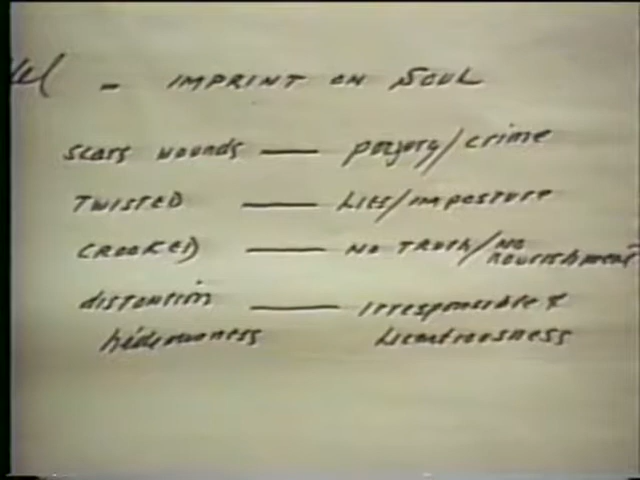 - IMPRINT ON SOUL
Scars wounds — perjury/crime
TWISTED — LIES/IMPOSTURE
CROOKED — NO TRUTH/NO nourishment
distortion — Irresponsible &
hideousness Licentiousness